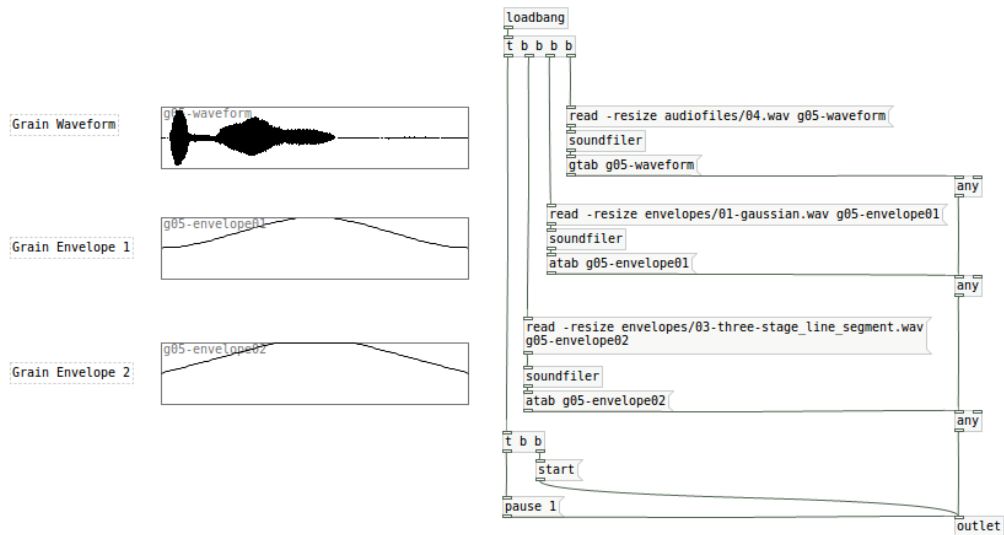 loadbang
t b b b b
Grain Waveform
g05-waveform
read -resize audiofiles/04.wav g05-waveform
soundfiler
gtab g05-waveform
any
Grain Envelope 1
g05-envelope01
read -resize envelopes/01-gaussian.wav g05-envelope01
soundfiler
atab g05-envelope01
any
Grain Envelope 2
g05-envelope02
read -resize envelopes/03-three-stage_line_segment.wav
g05-envelope02
soundfiler
atab g05-envelope02
any
t b b
start
pause 1
outlet